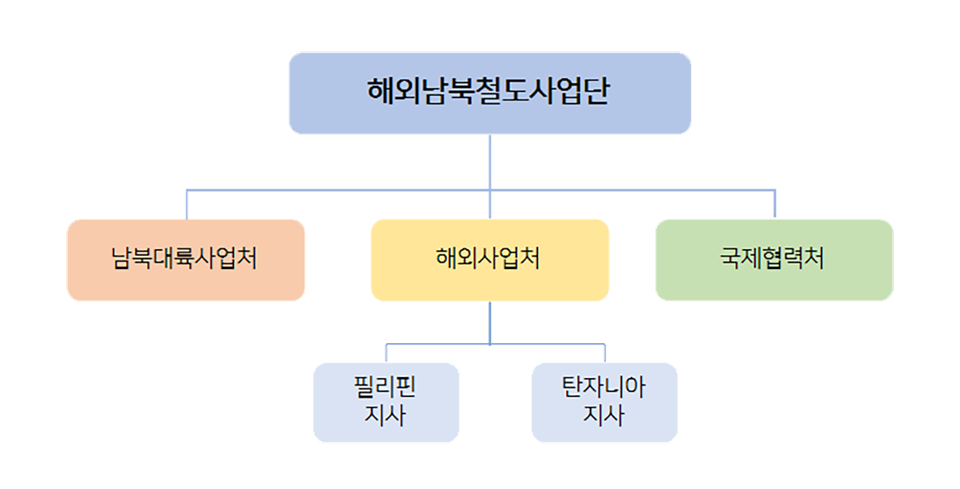 해외남북철도사업단
남북대륙사업처
해외사업처
국제협력처
필리핀
지사
탄자니아
지사